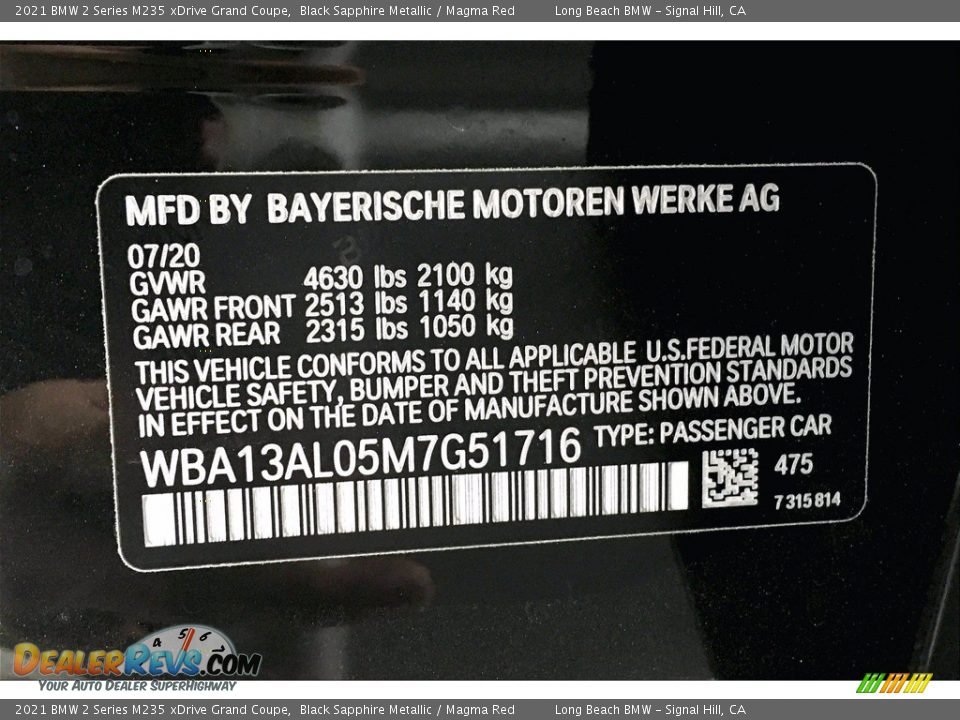 2021 BMW 2 Series M235 xDrive Grand Coupe, Black Sapphire Metallic / Magma Red Long Beach BMW - Signal Hill, CA
MFD BY BAYERISCHE MOTOREN WERKE AG
07/20
GVWR 4630 lbs 2100 kg
GAWR FRONT 2513 lbs 1140 kg
GAWR REAR 2315 lbs 1050 kg
THIS VEHICLE CONFORMS TO ALL APPLICABLE U.S.FEDERAL MOTOR
VEHICLE SAFETY, BUMPER AND THEFT PREVENTION STANDARDS
IN EFFECT ON THE DATE OF MANUFACTURE SHOWN ABOVE.
WBA13AL05M7G51716 TYPE: PASSENGER CAR
475
7 315 814
4 5 6
DEALERREVS.COM
YOUR AUTO DEALER SUPERHIGHWAY
2021 BMW 2 Series M235 xDrive Grand Coupe, Black Sapphire Metallic / Magma Red Long Beach BMW - Signal Hill, CA